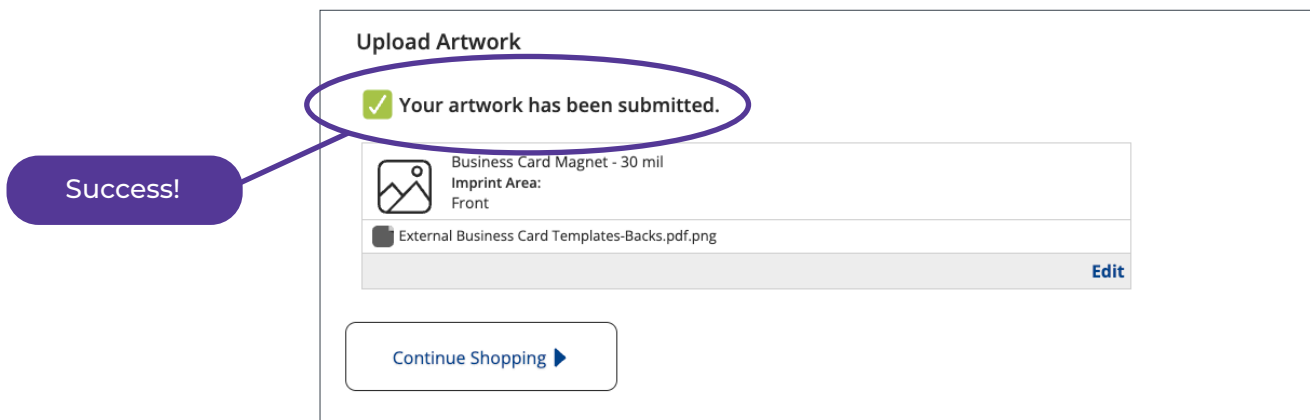 Upload Artwork
Your artwork has been submitted.
Success!
Business Card Magnet - 30 mil
Imprint Area:
Front
External Business Card Templates-Backs.pdf.png
Edit
Continue Shopping